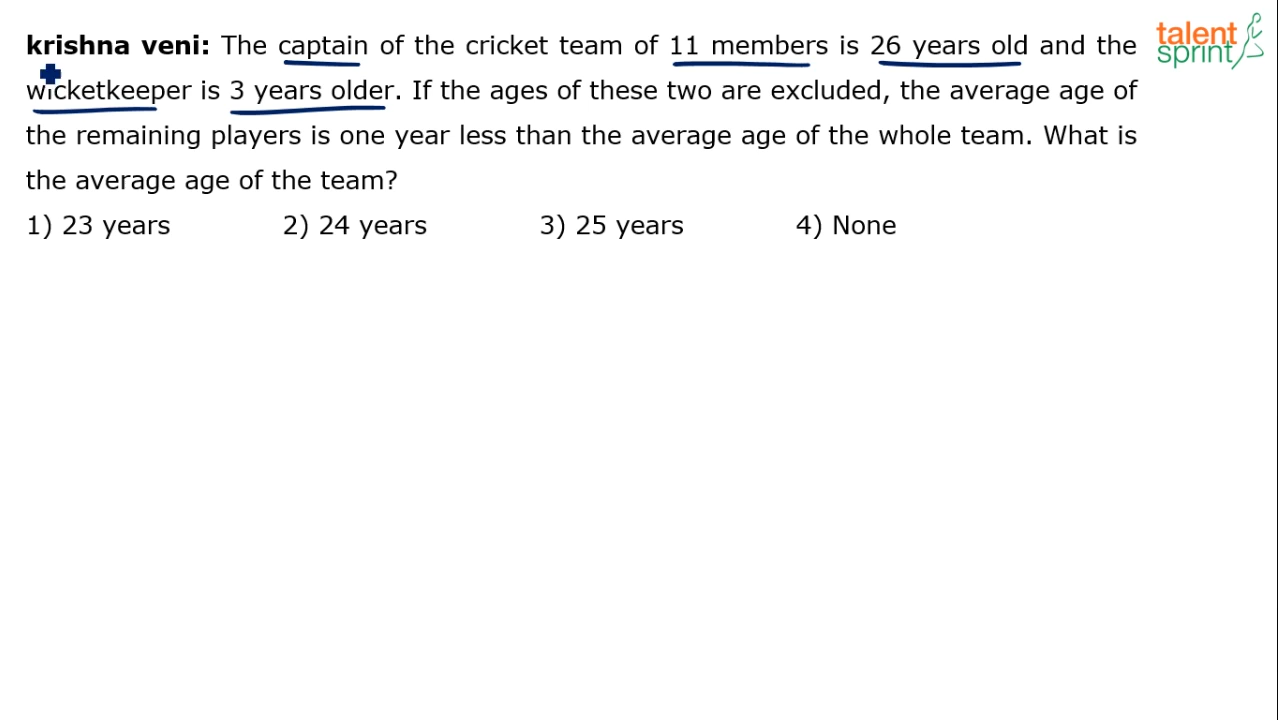 krishna veni: The captain of the cricket team of 11 members is 26 years old and the
wicketkeeper is 3 years older. If the ages of these two are excluded, the average age of
the remaining players is one year less than the average age of the whole team. What is
the average age of the team?
1) 23 years 2) 24 years 3) 25 years 4) None
talent
sprint